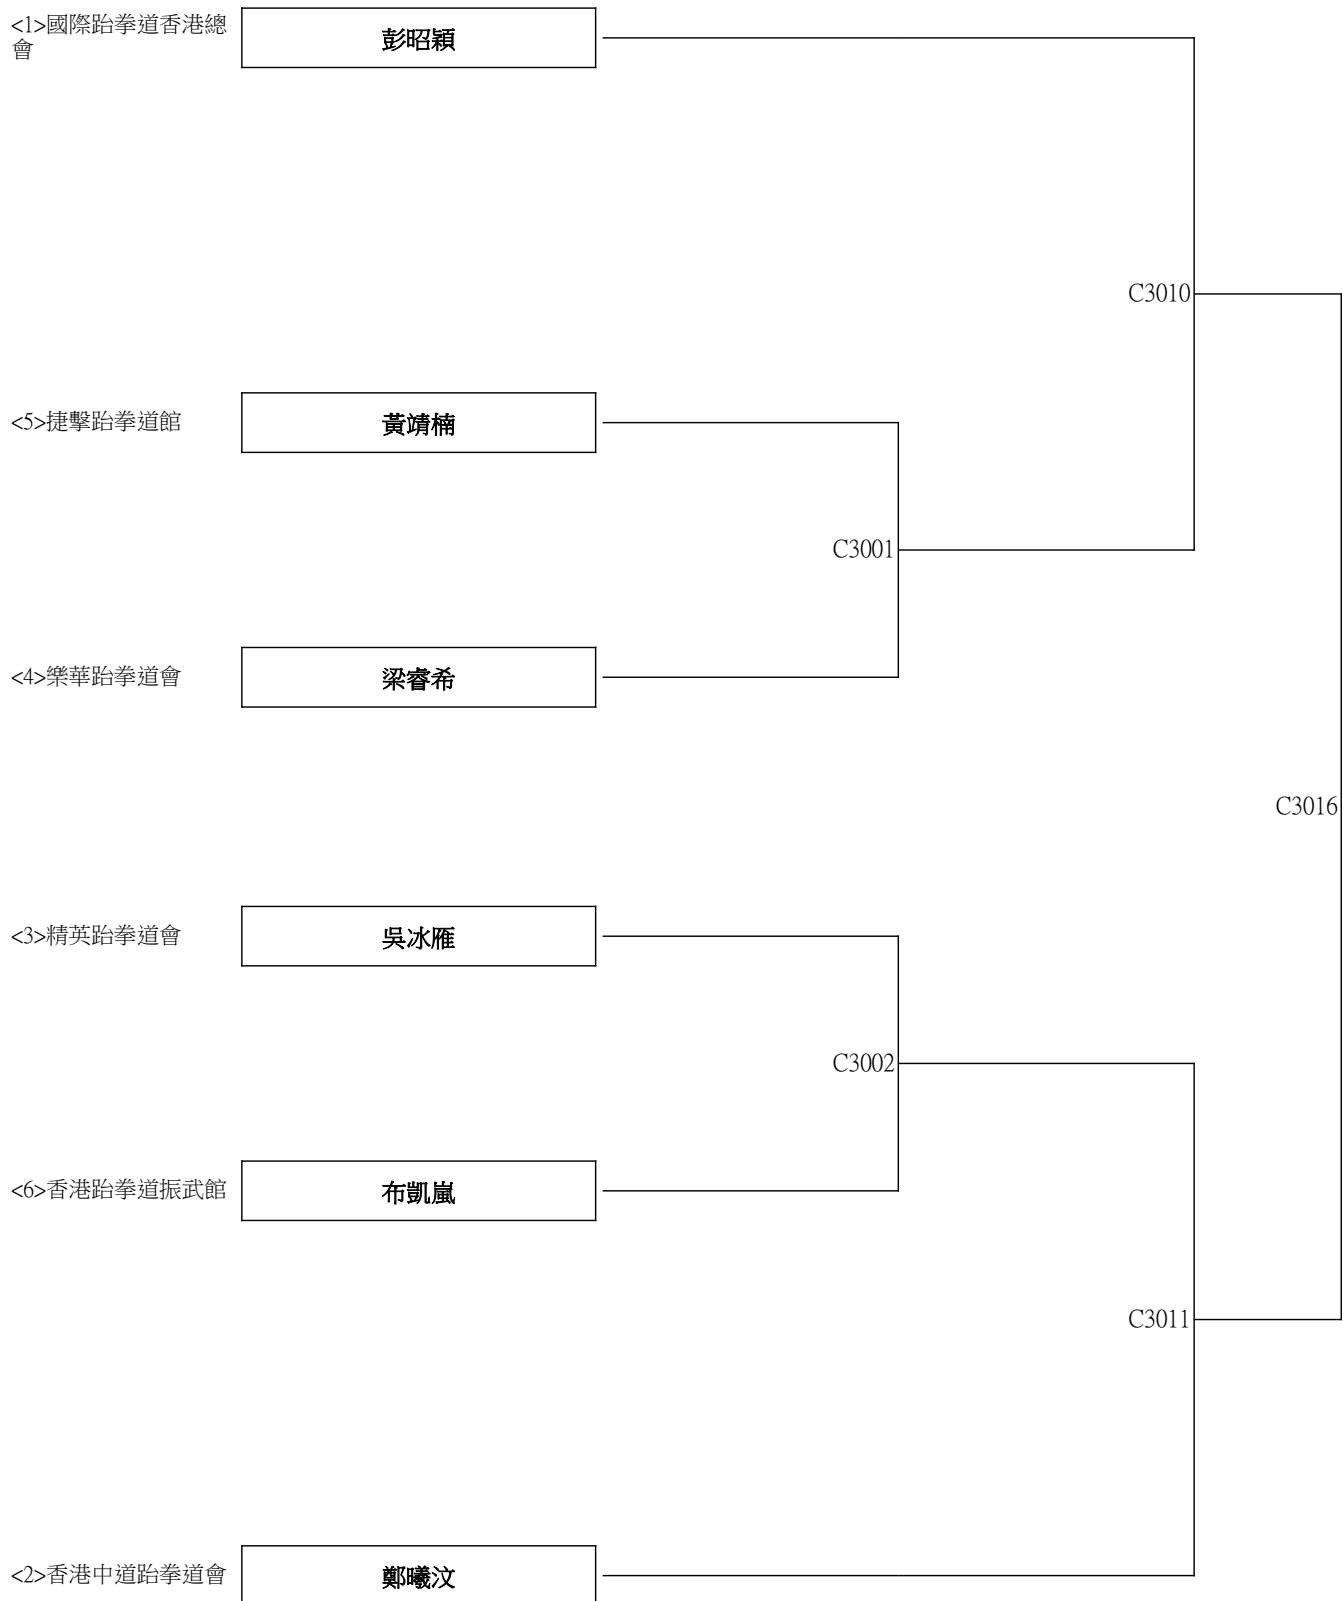 <1>國際跆拳道香港總
會
彭昭穎
C3010
<5>捷擊跆拳道館
黃靖楠
C3001
<4>樂華跆拳道會
梁睿希
C3016
<3>精英跆拳道會
吳冰雁
C3002
<6>香港跆拳道振武館
布凱嵐
C3011
<2>香港中道跆拳道會
鄭曦汶